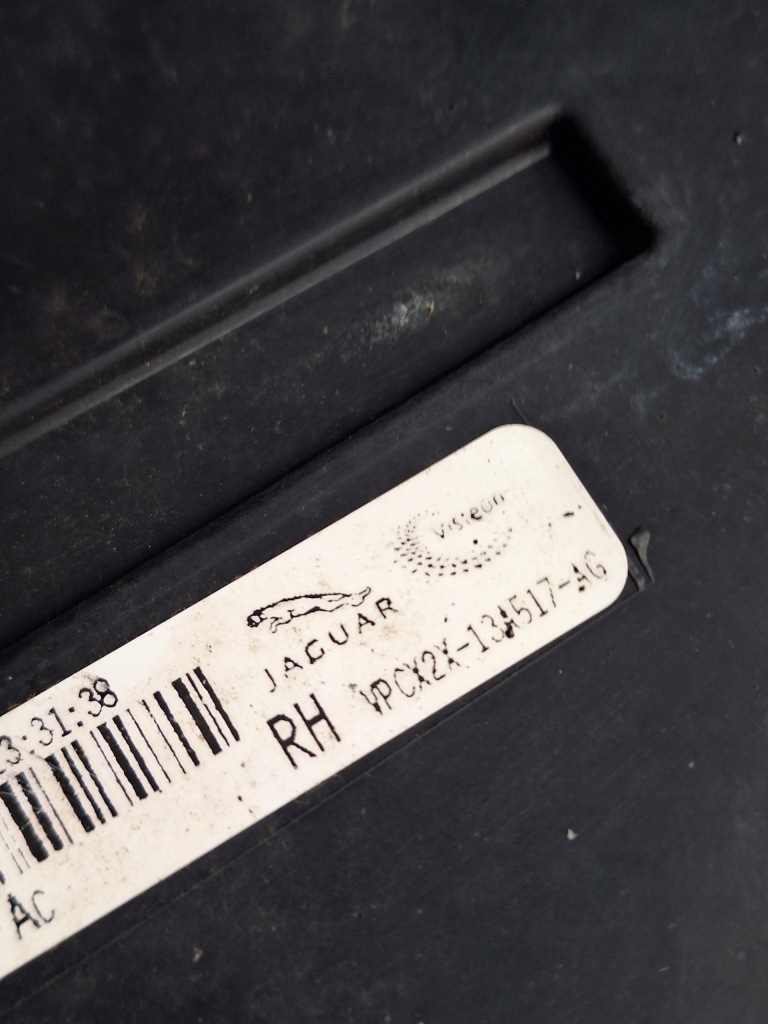 Visteon
JAGUAR
RH VPCX2X-13A517-AG
3:31:38
AC